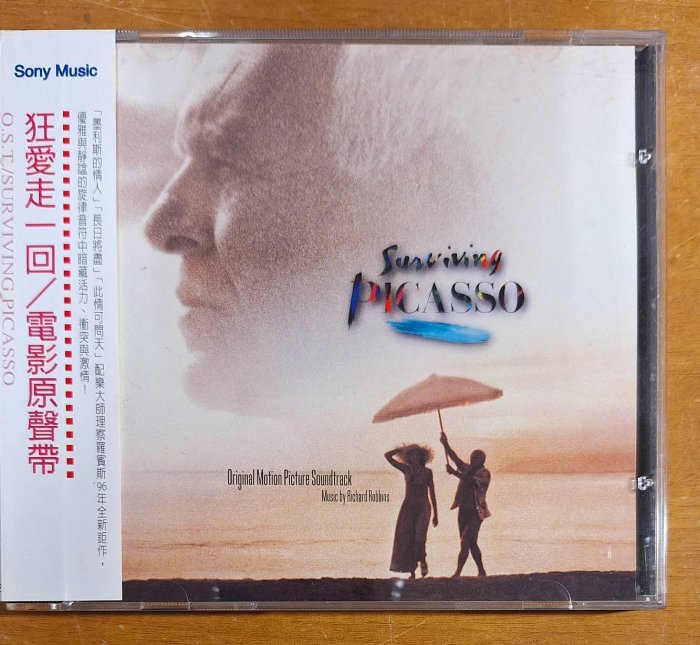 Sony Music
「墨利斯的情人」「長日將盡」「此情可問天」配樂大師理察羅賓斯'96年全新鉅作，
優雅與靜謐的旋律音符中暗藏活力、衝突與激情！
狂愛走一回／電影原聲帶
O.S.T./SURVIVING PICASSO
Surviving
PICASSO
Original Motion Picture Soundtrack
Music by Richard Robbins